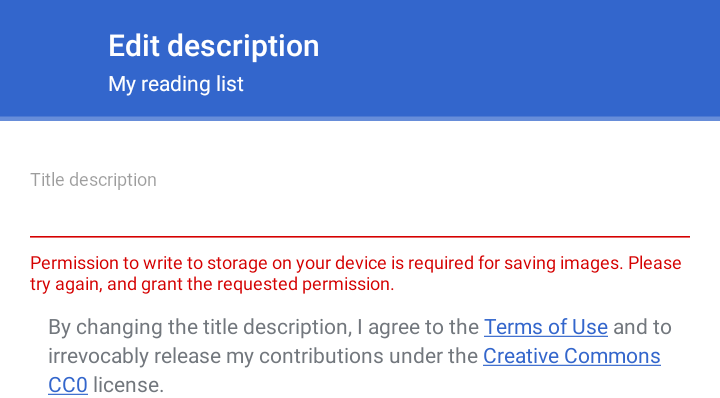 Edit description
My reading list
Title description
Permission to write to storage on your device is required for saving images. Please
try again, and grant the requested permission.
By changing the title description, I agree to the Terms of Use and to
irrevocably release my contributions under the Creative Commons
CC0 license.